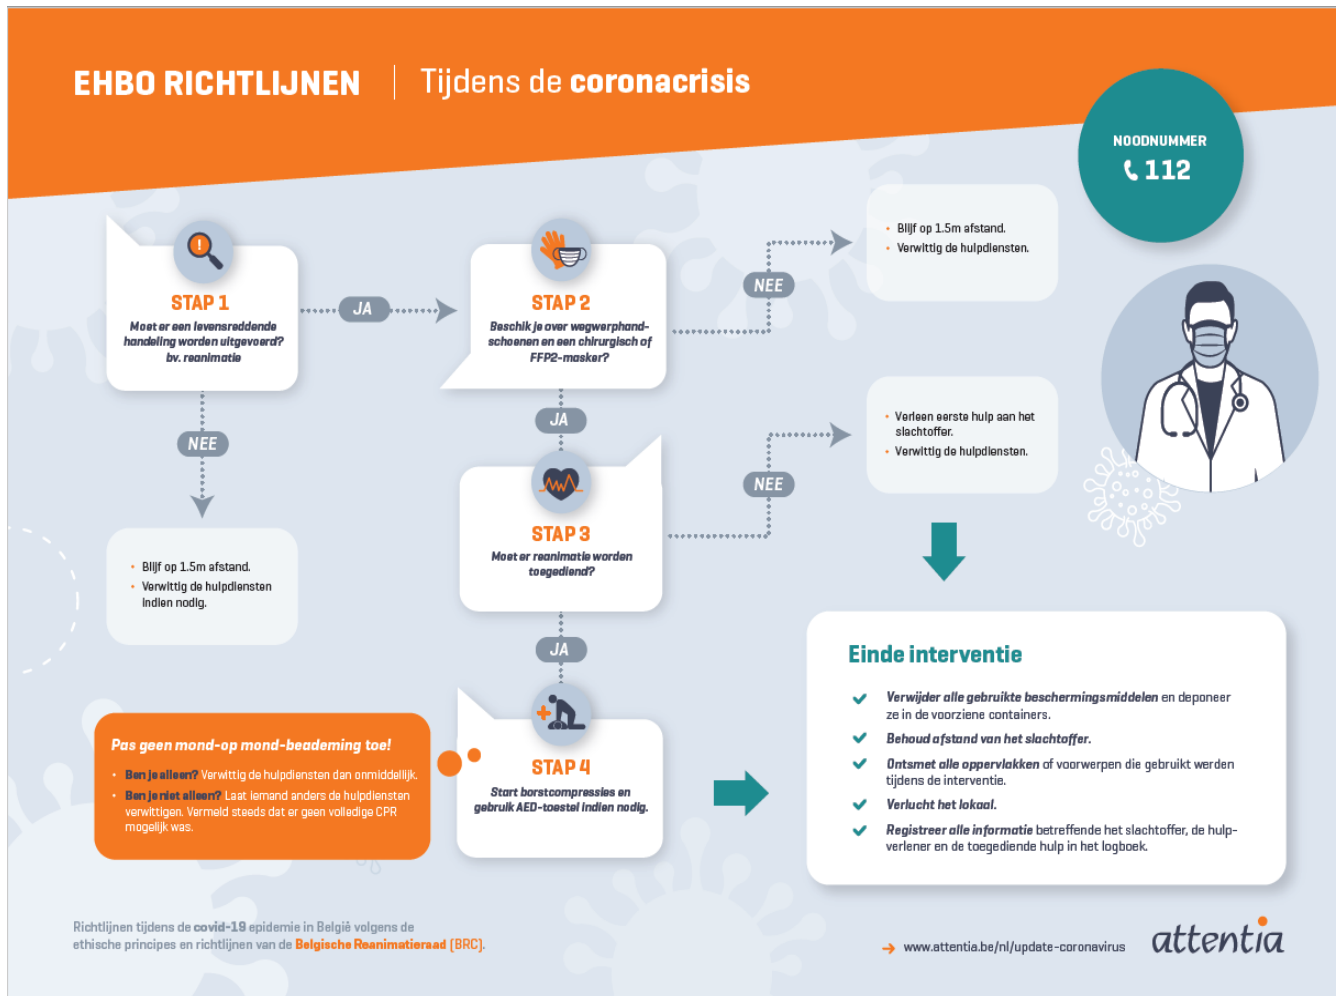 EHBO RICHTLIJNEN
Tijdens de coronacrisis
NOODNUMMER
112
STAP 1
Moet er een levensreddende
handeling worden uitgevoerd?
bv. reanimatie
JA
NEE
Blijf op 1.5m afstand.
Verwittig de hulpdiensten
indien nodig.
STAP 2
Beschik je over wegwerphand-
schoenen en een chirurgisch of
FFP2-masker?
NEE
Blijf op 1.5m afstand.
Verwittig de hulpdiensten.
JA
STAP 3
Moet er reanimatie worden
toegediend?
NEE
Verleen eerste hulp aan het
slachtoffer.
Verwittig de hulpdiensten.
JA
STAP 4
Start borstcompressies en
gebruik AED-toestel indien nodig.
Pas geen mond-op mond-beademing toe!
Ben je alleen? Verwittig de hulpdiensten dan onmiddellijk.
Ben je niet alleen? Laat iemand anders de hulpdiensten
verwittigen. Vermeld steeds dat er geen volledige CPR
mogelijk was.
Einde interventie
Verwijder alle gebruikte beschermingsmiddelen en deponeer
ze in de voorziene containers.
Behoud afstand van het slachtoffer.
Ontsmet alle oppervlakken of voorwerpen die gebruikt werden
tijdens de interventie.
Verlucht het lokaal.
Registreer alle informatie betreffende het slachtoffer, de hulp-
verlener en de toegediende hulp in het logboek.
Richtlijnen tijdens de covid-19 epidemie in België volgens de
ethische principes en richtlijnen van de Belgische Reanimatieraad (BRC).
www.attentia.be/nl/update-coronavirus
attentia